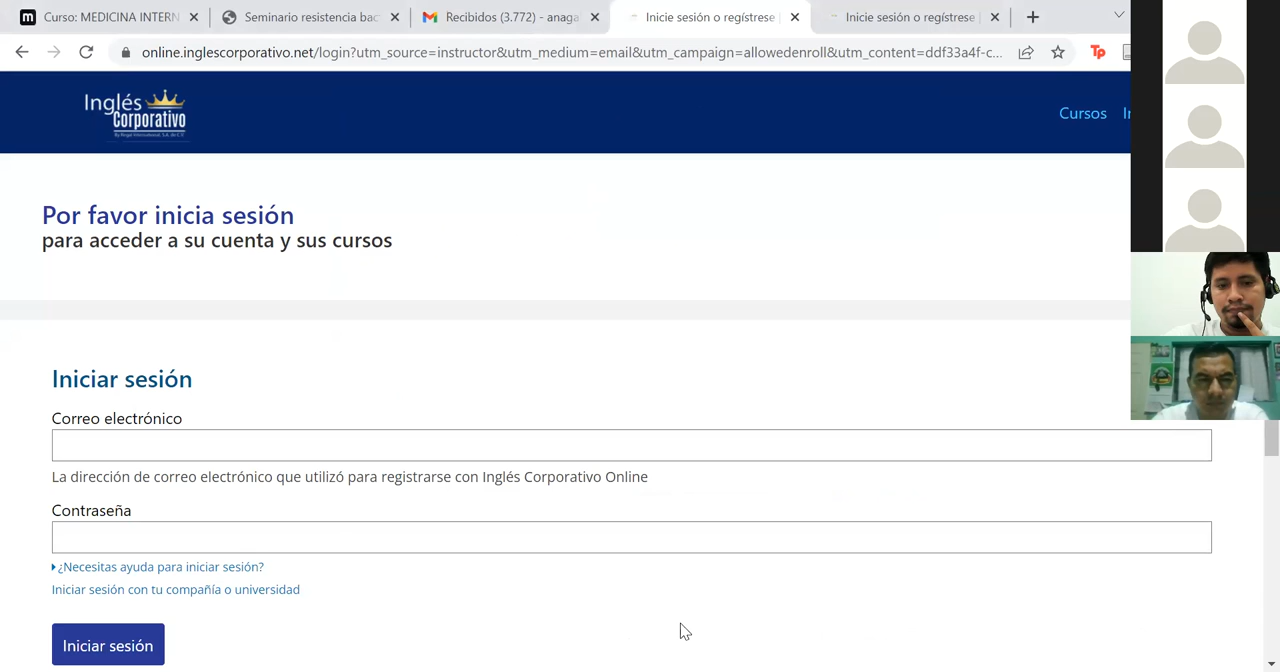 Curso: MEDICINA INTERN
Seminario resistencia bac
Recibidos (3.772) - anaga
Inicie sesión o regístrese
Inicie sesión o regístrese
online.inglescorporativo.net/login?utm_source=instructor&utm_medium=email&utm_campaign=allowedenroll&utm_content=ddf33a4f-c...
Tp
Inglés
Corporativo
Cursos
Por favor inicia sesión
para acceder a su cuenta y sus cursos
Iniciar sesión
Correo electrónico
La dirección de correo electrónico que utilizó para registrarse con Inglés Corporativo Online
Contraseña
¿Necesitas ayuda para iniciar sesión?
Iniciar sesión con tu compañía o universidad
Iniciar sesión